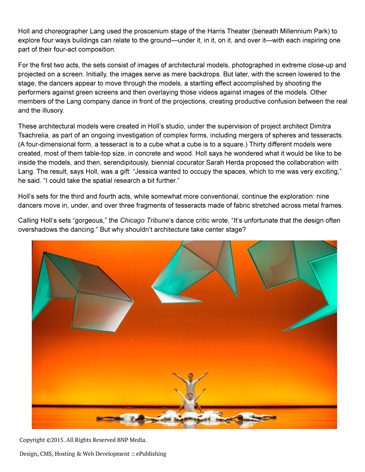 Holl and choreographer Lang used the proscenium stage of the Harris Theater (beneath Millennium Park) to
explore four ways buildings can relate to the ground—under it, in it, on it, and over it—with each inspiring one
part of their four-act composition.
For the first two acts, the sets consist of images of architectural models, photographed in extreme close-up and
projected on a screen. Initially, the images serve as mere backdrops. But later, with the screen lowered to the
stage, the dancers appear to move through the models, a startling effect accomplished by shooting the
performers against green screens and then overlaying those videos against images of the models. Other
members of the Lang company dance in front of the projections, creating productive confusion between the real
and the illusory.
These architectural models were created in Holl's studio, under the supervision of project architect Dimitra
Tsachrelia, as part of an ongoing investigation of complex forms, including mergers of spheres and tesseracts.
(A four-dimensional form, a tesseract is to a cube what a cube is to a square.) Thirty different models were
created, most of them table-top size, in concrete and wood. Holl says he wondered what it would be like to be
inside the models, and then, serendipitously, biennial cocurator Sarah Herda proposed the collaboration with
Lang. The result, says Holl, was a gift: “Jessica wanted to occupy the spaces, which to me was very exciting,”
he said. “I could take the spatial research a bit further.”
Holl's sets for the third and fourth acts, while somewhat more conventional, continue the exploration: nine
dancers move in, under, and over three fragments of tesseracts made of fabric stretched across metal frames.
Calling Holl's sets “gorgeous,” the Chicago Tribune's dance critic wrote, “It's unfortunate that the design often
overshadows the dancing.” But why shouldn't architecture take center stage?
Copyright ©2015. All Rights Reserved BNP Media.
Design, CMS, Hosting & Web Development :: ePublishing